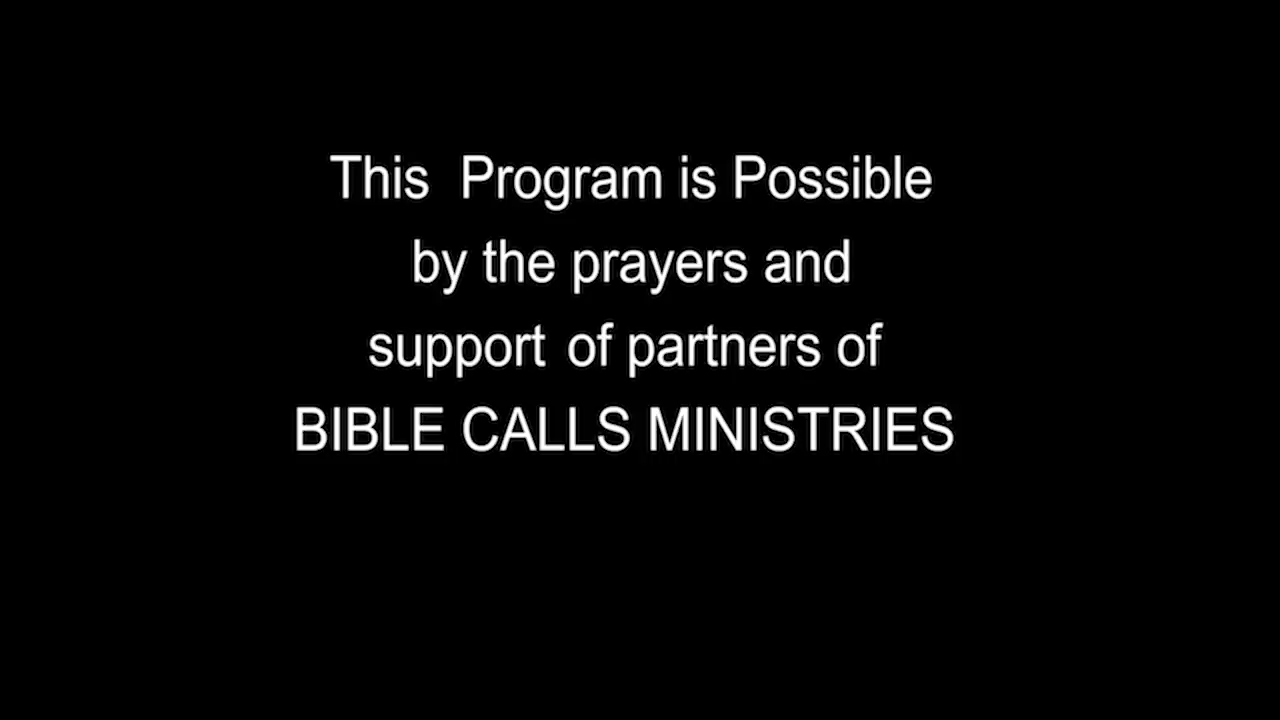 This  Program is Possible
by the prayers and
support of partners of
BIBLE CALLS MINISTRIES